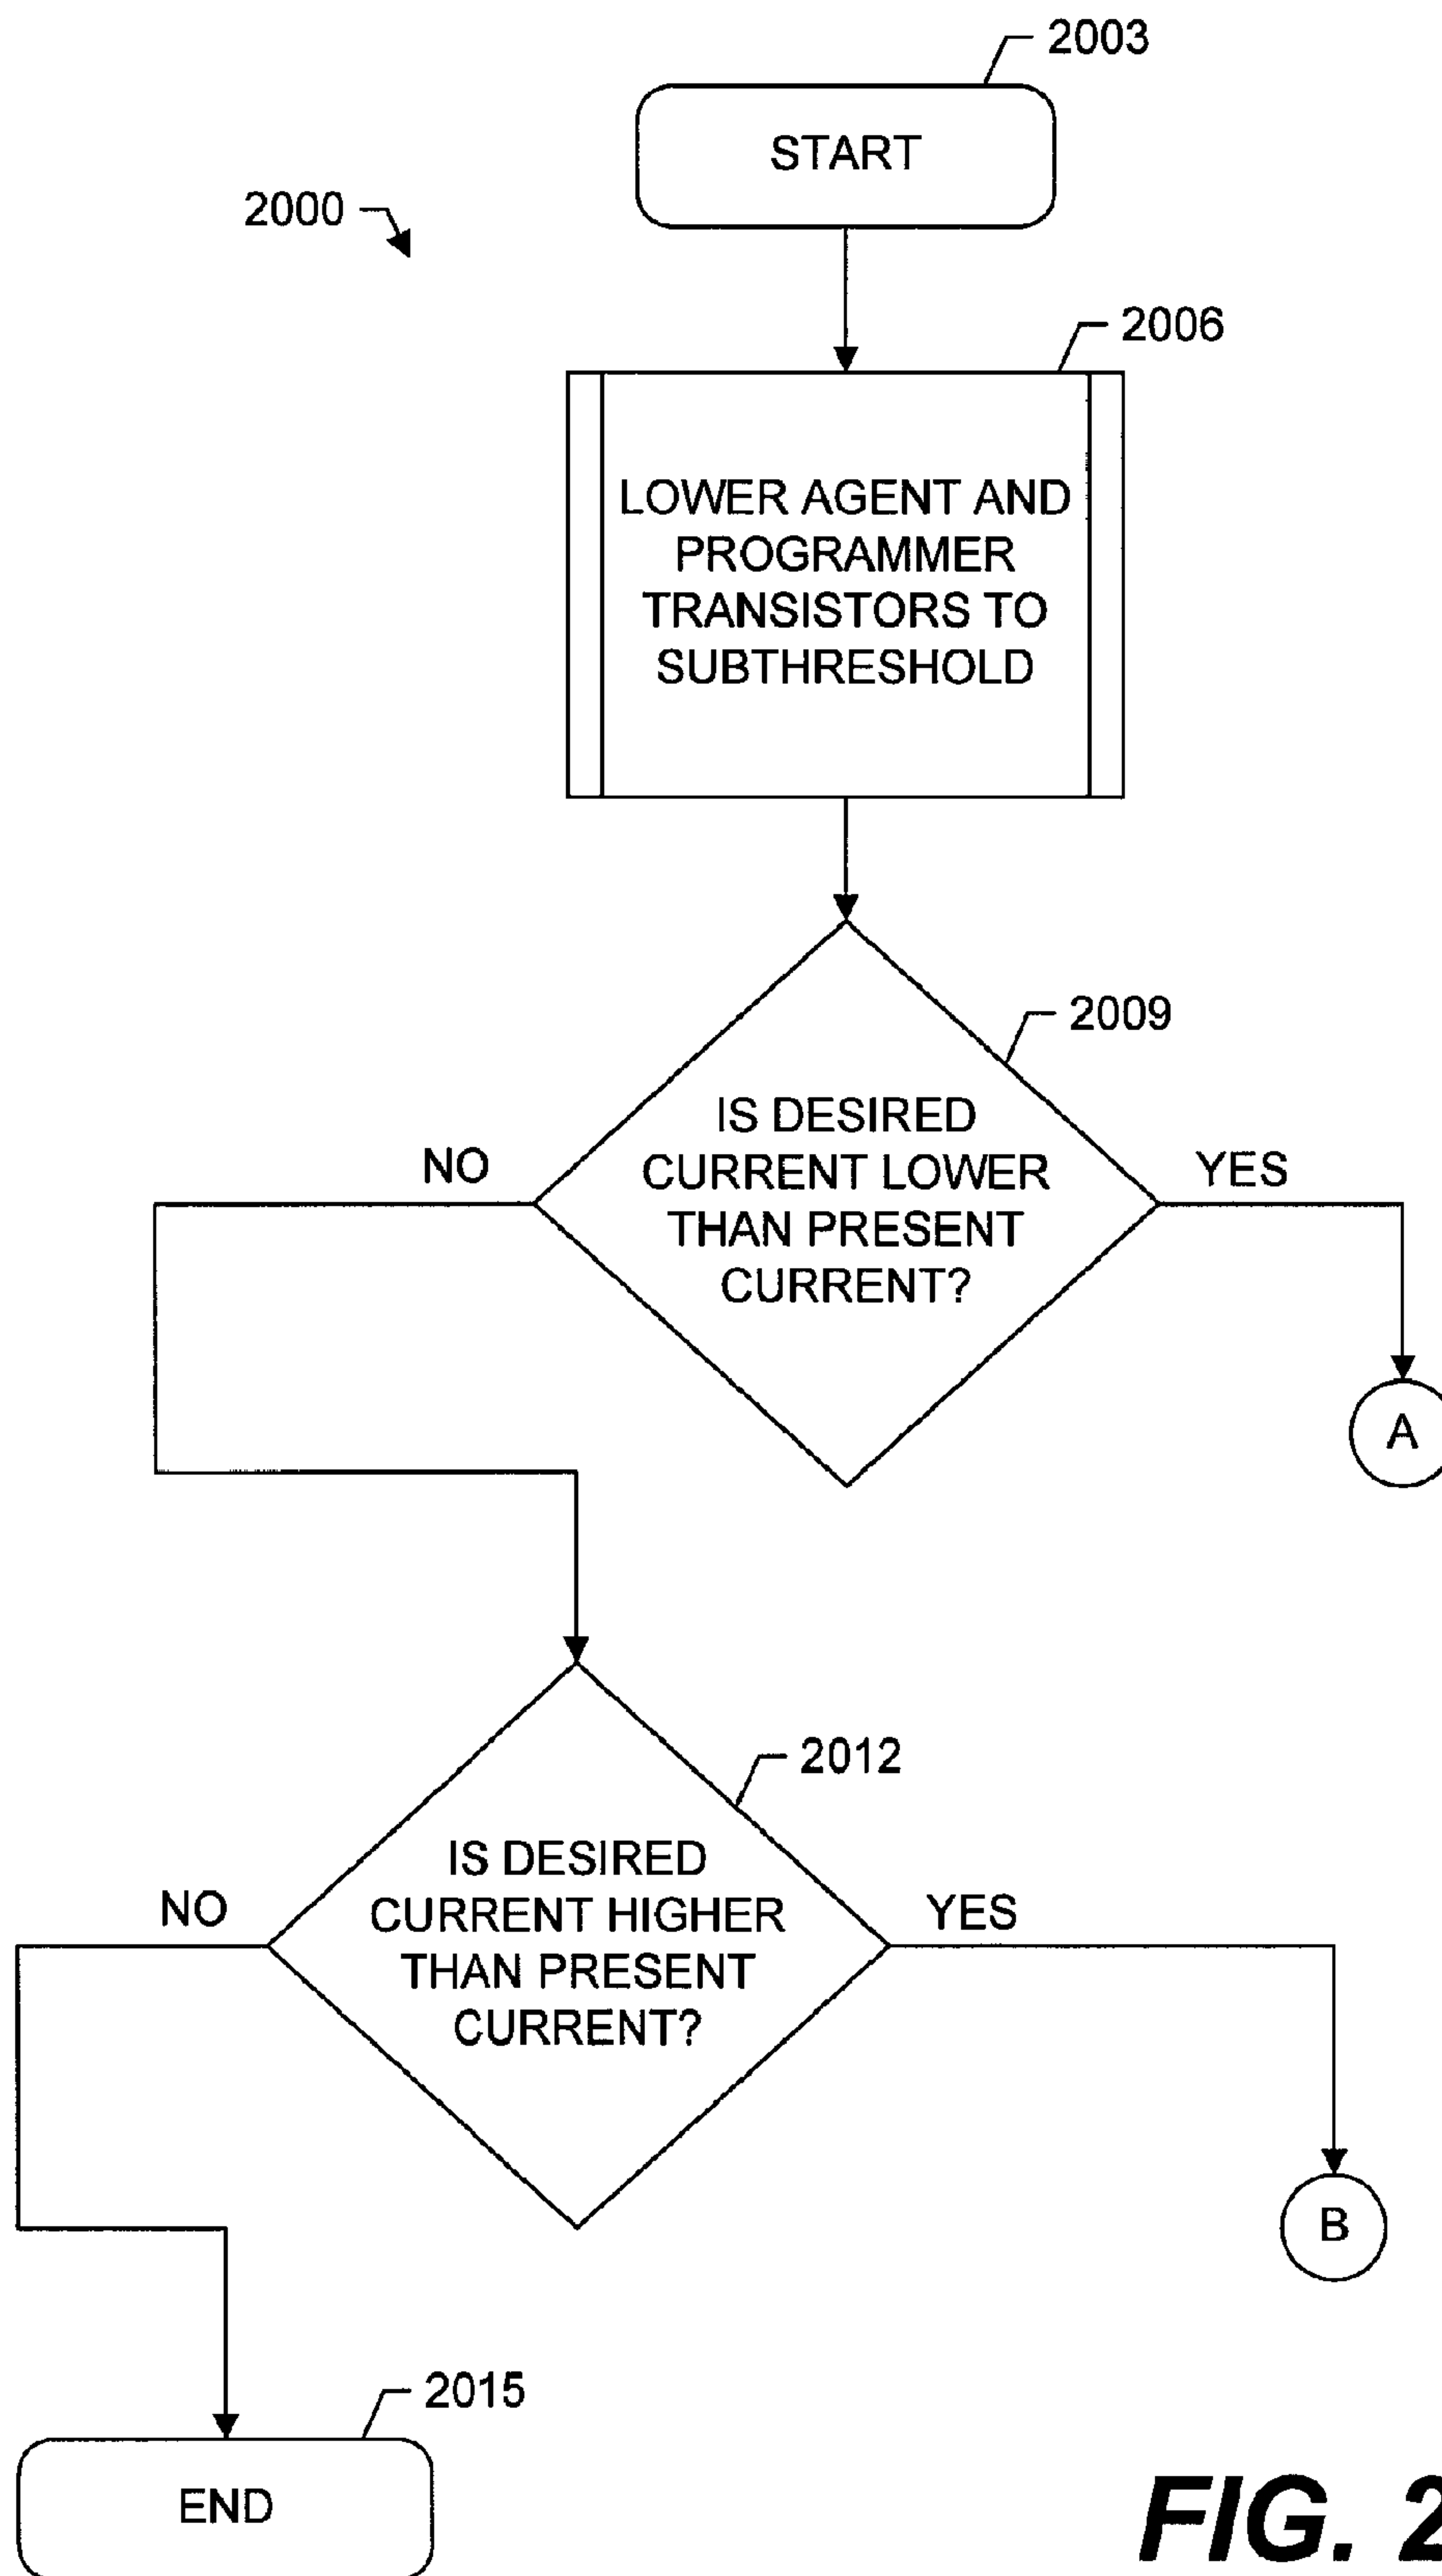 2003
START
2000
2006
LOWER AGENT AND
PROGRAMMER
TRANSISTORS TO
SUBTHRESHOLD
2009
IS DESIRED
CURRENT LOWER
THAN PRESENT
CURRENT?
NO
YES
A
2012
IS DESIRED
CURRENT HIGHER
THAN PRESENT
CURRENT?
NO
YES
B
2015
END
FIG. 2